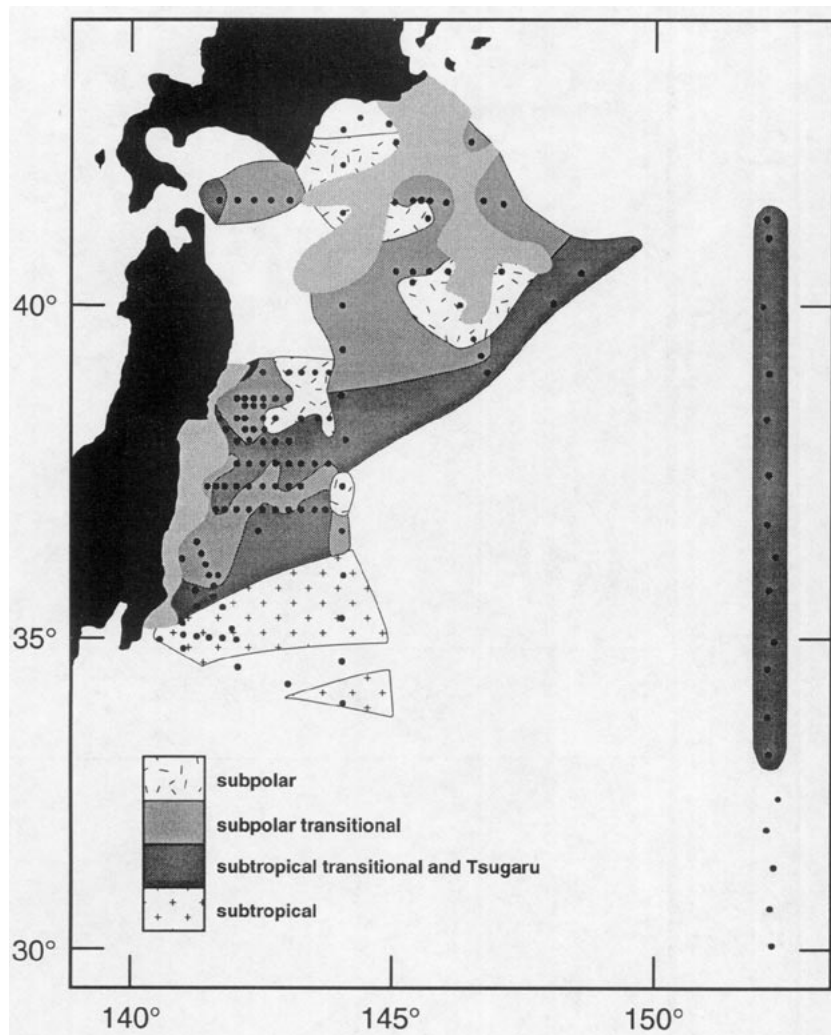 40°
35°
30°
subpolar
subpolar transitional
subtropical transitional and Tsugaru
subtropical
140°
145°
150°